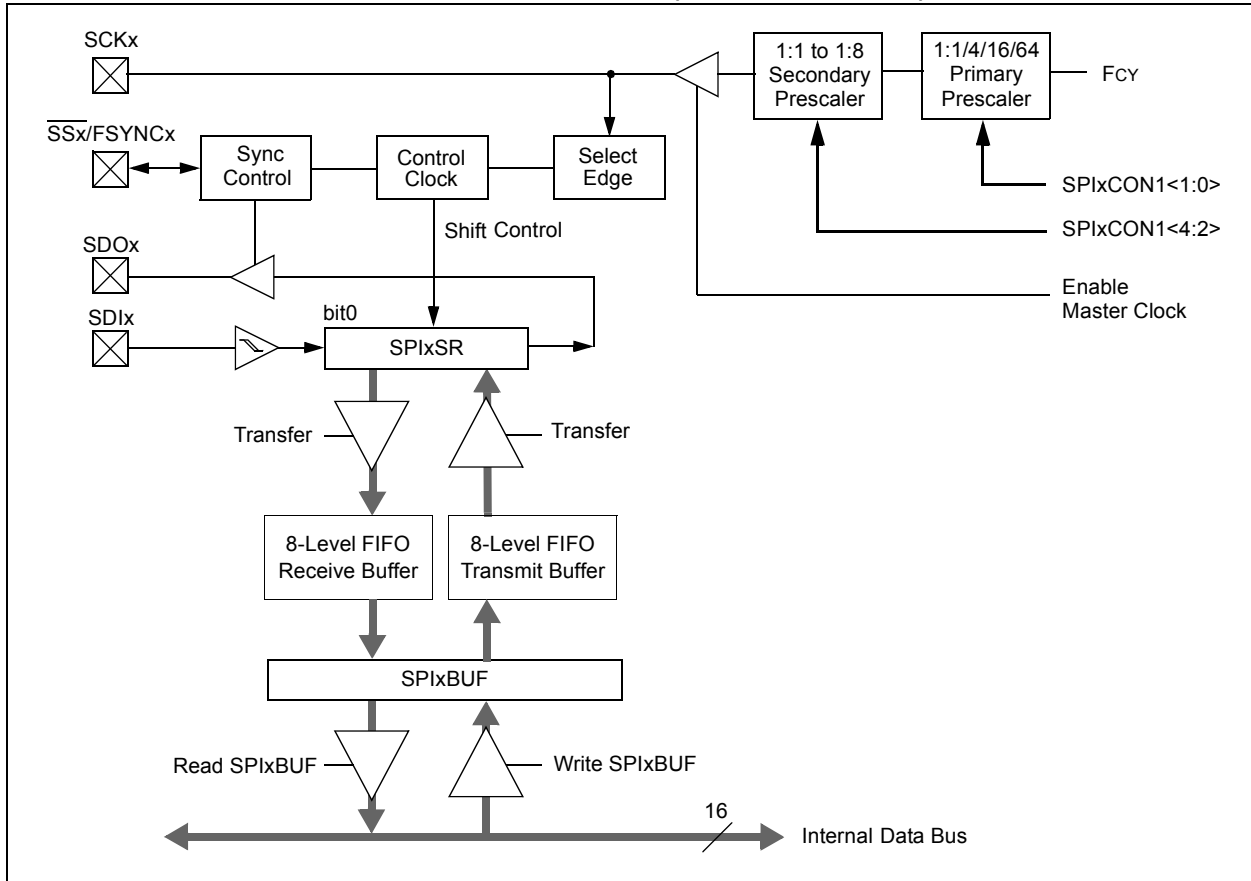 SCKx
1:1 to 1:8
Secondary
Prescaler
1:1/4/16/64
Primary
Prescaler
FCY
SSx/FSYNCx
Sync
Control
Control
Clock
Select
Edge
SPIxCON1<1:0>
Shift Control
SPIxCON1<4:2>
SDOx
Enable
Master Clock
SDIx
bit0
SPIxSR
Transfer
Transfer
8-Level FIFO
Receive Buffer
8-Level FIFO
Transmit Buffer
SPIxBUF
Read SPIxBUF
Write SPIxBUF
16
Internal Data Bus